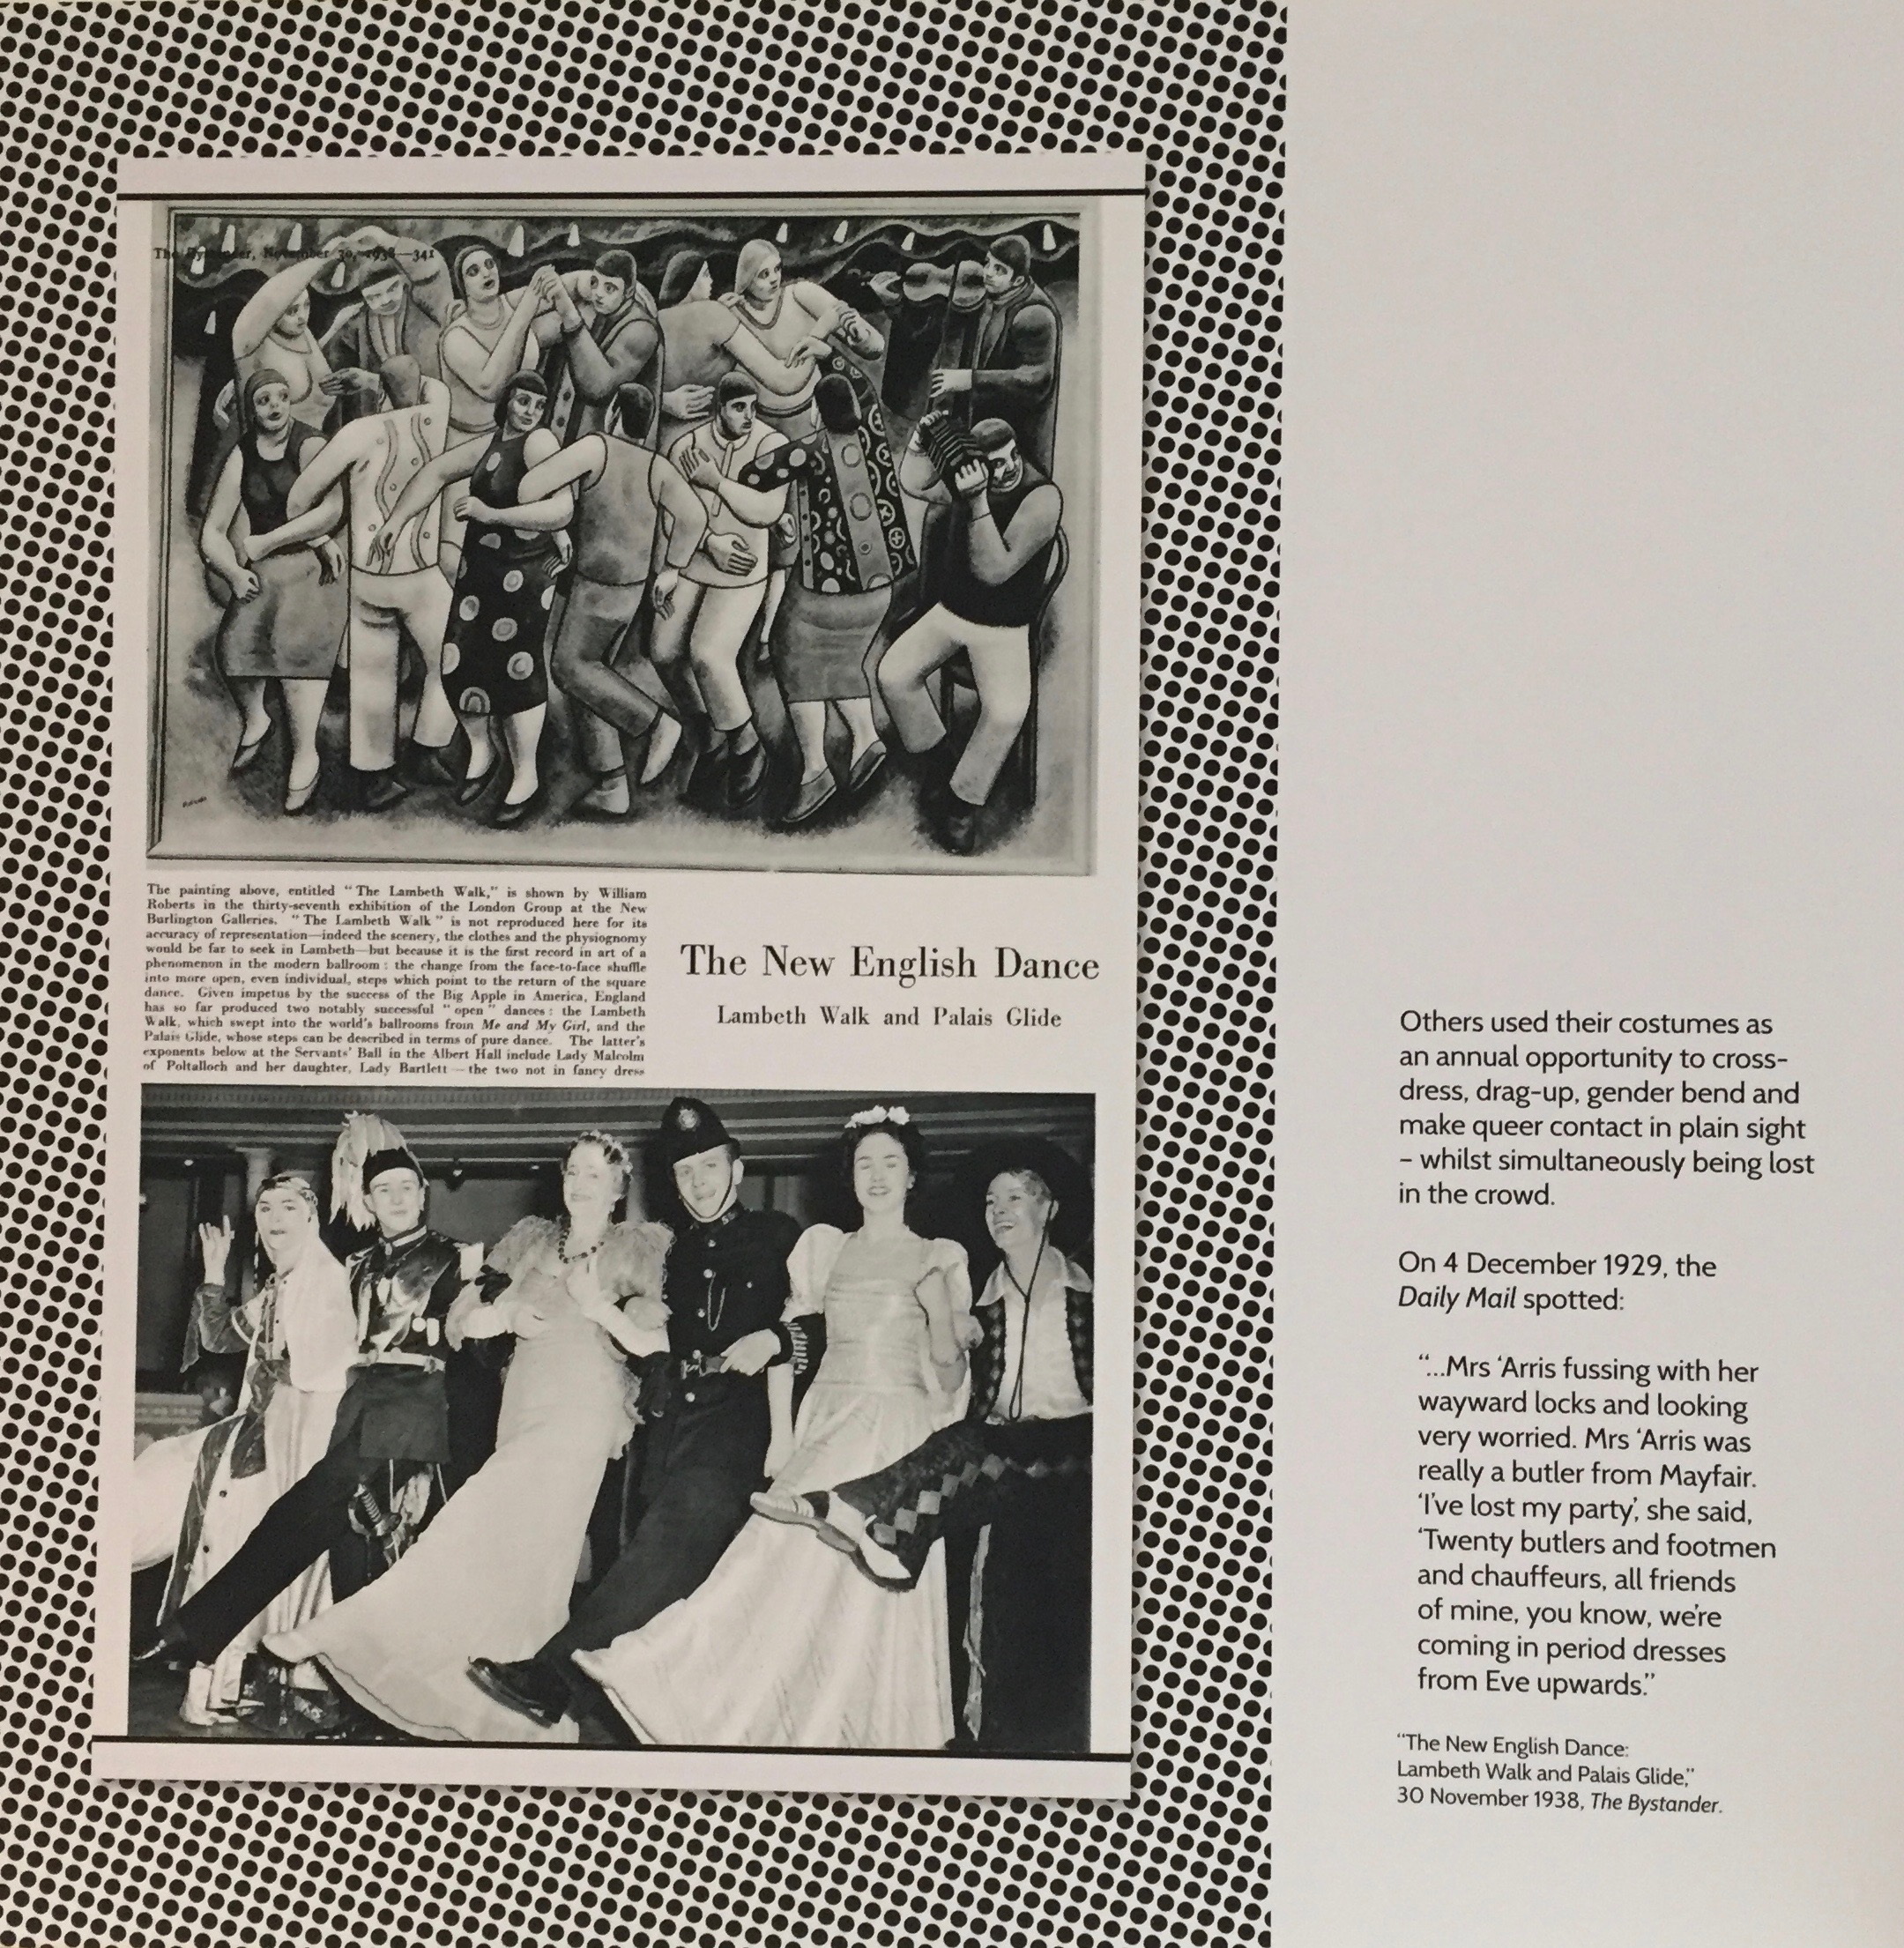 The Bystander, November 30, 1938—341
The painting above, entitled “The Lambeth Walk,” is shown by William
Roberts in the thirty-seventh exhibition of the London Group at the New
Burlington Galleries. “The Lambeth Walk” is not reproduced here for its
accuracy of representation—indeed the scenery, the clothes and the physiognomy
would be far to seek in Lambeth—but because it is the first record in art of a
phenomenon in the modern ballroom : the change from the face-to-face shuffle
into more open, even individual, steps which point to the return of the square
dance. Given impetus by the success of the Big Apple in America, England
has so far produced two notably successful “open” dances : the Lambeth
Walk, which swept into the world’s ballrooms from Me and My Girl, and the
Palais Glide, whose steps can be described in terms of pure dance. The latter’s
exponents below at the Servants’ Ball in the Albert Hall include Lady Malcolm
of Poltalloch and her daughter, Lady Bartlett—the two not in fancy dress
The New English Dance
Lambeth Walk and Palais Glide
Others used their costumes as
an annual opportunity to cross-
dress, drag-up, gender bend and
make queer contact in plain sight
– whilst simultaneously being lost
in the crowd.
On 4 December 1929, the
Daily Mail spotted:
“...Mrs ‘Arris fussing with her
wayward locks and looking
very worried. Mrs ‘Arris was
really a butler from Mayfair.
‘I’ve lost my party’, she said,
‘Twenty butlers and footmen
and chauffeurs, all friends
of mine, you know, we’re
coming in period dresses
from Eve upwards.”
“The New English Dance:
Lambeth Walk and Palais Glide,”
30 November 1938, The Bystander.